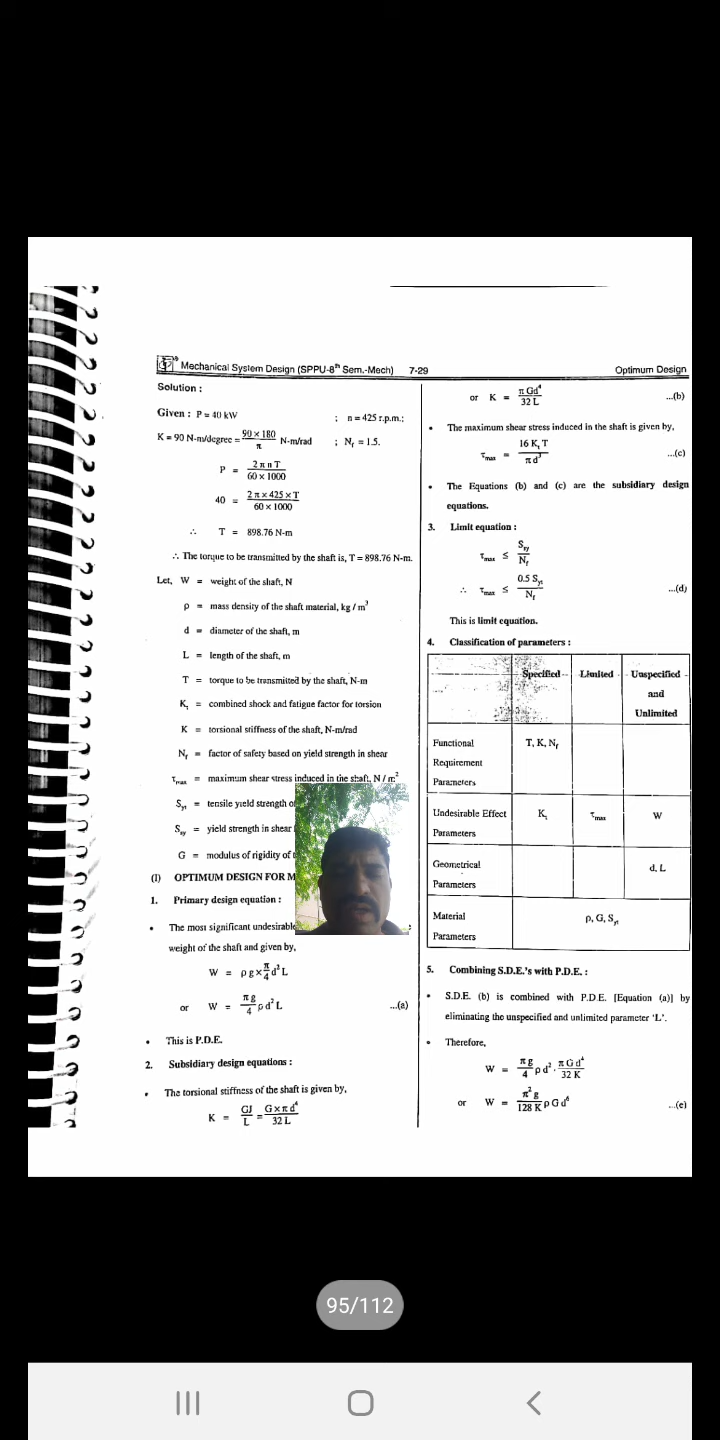 Mechanical System Design (SPPU-8th Sem.-Mech) 7-29 Optimum Design
Solution :
Given : P = 40 kW ; n = 425 r.p.m.;
K = 90 N-m/degree = 90 × 180 / π N-m/rad ; Nf = 1.5.
P = 2 π n T / 60 × 1000
40 = 2 π × 425 × T / 60 × 1000
∴ T = 898.76 N-m
∴ The torque to be transmitted by the shaft is, T = 898.76 N-m.
Let, W = weight of the shaft, N
ρ = mass density of the shaft material, kg / m³
d = diameter of the shaft, m
L = length of the shaft, m
T = torque to be transmitted by the shaft, N-m
Kt = combined shock and fatigue factor for torsion
K = torsional stiffness of the shaft, N-m/rad
Nf = factor of safety based on yield strength in shear
τmax = maximum shear stress induced in the shaft, N / m²
Syt = tensile yield strength
Ssy = yield strength in shear
G = modulus of rigidity of
(I) OPTIMUM DESIGN FOR
1. Primary design equation :
• The most significant
weight of the shaft and given by,
W = ρ g × π/4 d² L
or W = π g / 4 ρ d² L ...(a)
• This is P.D.E.
2. Subsidiary design equations :
• The torsional stiffness of the shaft is given by,
K = GJ / L = G × π d⁴ / 32 L
or K = π Gd⁴ / 32 L ...(b)
• The maximum shear stress induced in the shaft is given by,
τmax = 16 Kt T / π d³ ...(c)
• The Equations (b) and (c) are the subsidiary design
equations.
3. Limit equation :
τmax ≤ Ssy / Nf
∴ τmax ≤ 0.5 Syt / Nf ...(d)
This is limit equation.
4. Classification of parameters :
Specified Limited Unspecified
and
Unlimited
Functional T, K, Nf
Requirement
Parameters
Undesirable Effect Kt τmax W
Parameters
Geometrical d, L
Parameters
Material ρ, G, Syt
Parameters
5. Combining S.D.E.'s with P.D.E. :
• S.D.E. (b) is combined with P.D.E. [Equation (a)] by
eliminating the unspecified and unlimited parameter 'L'.
• Therefore,
W = π g / 4 ρ d² · π G d⁴ / 32 K
or W = π² g / 128 K ρ G d⁶ ...(e)
95/112